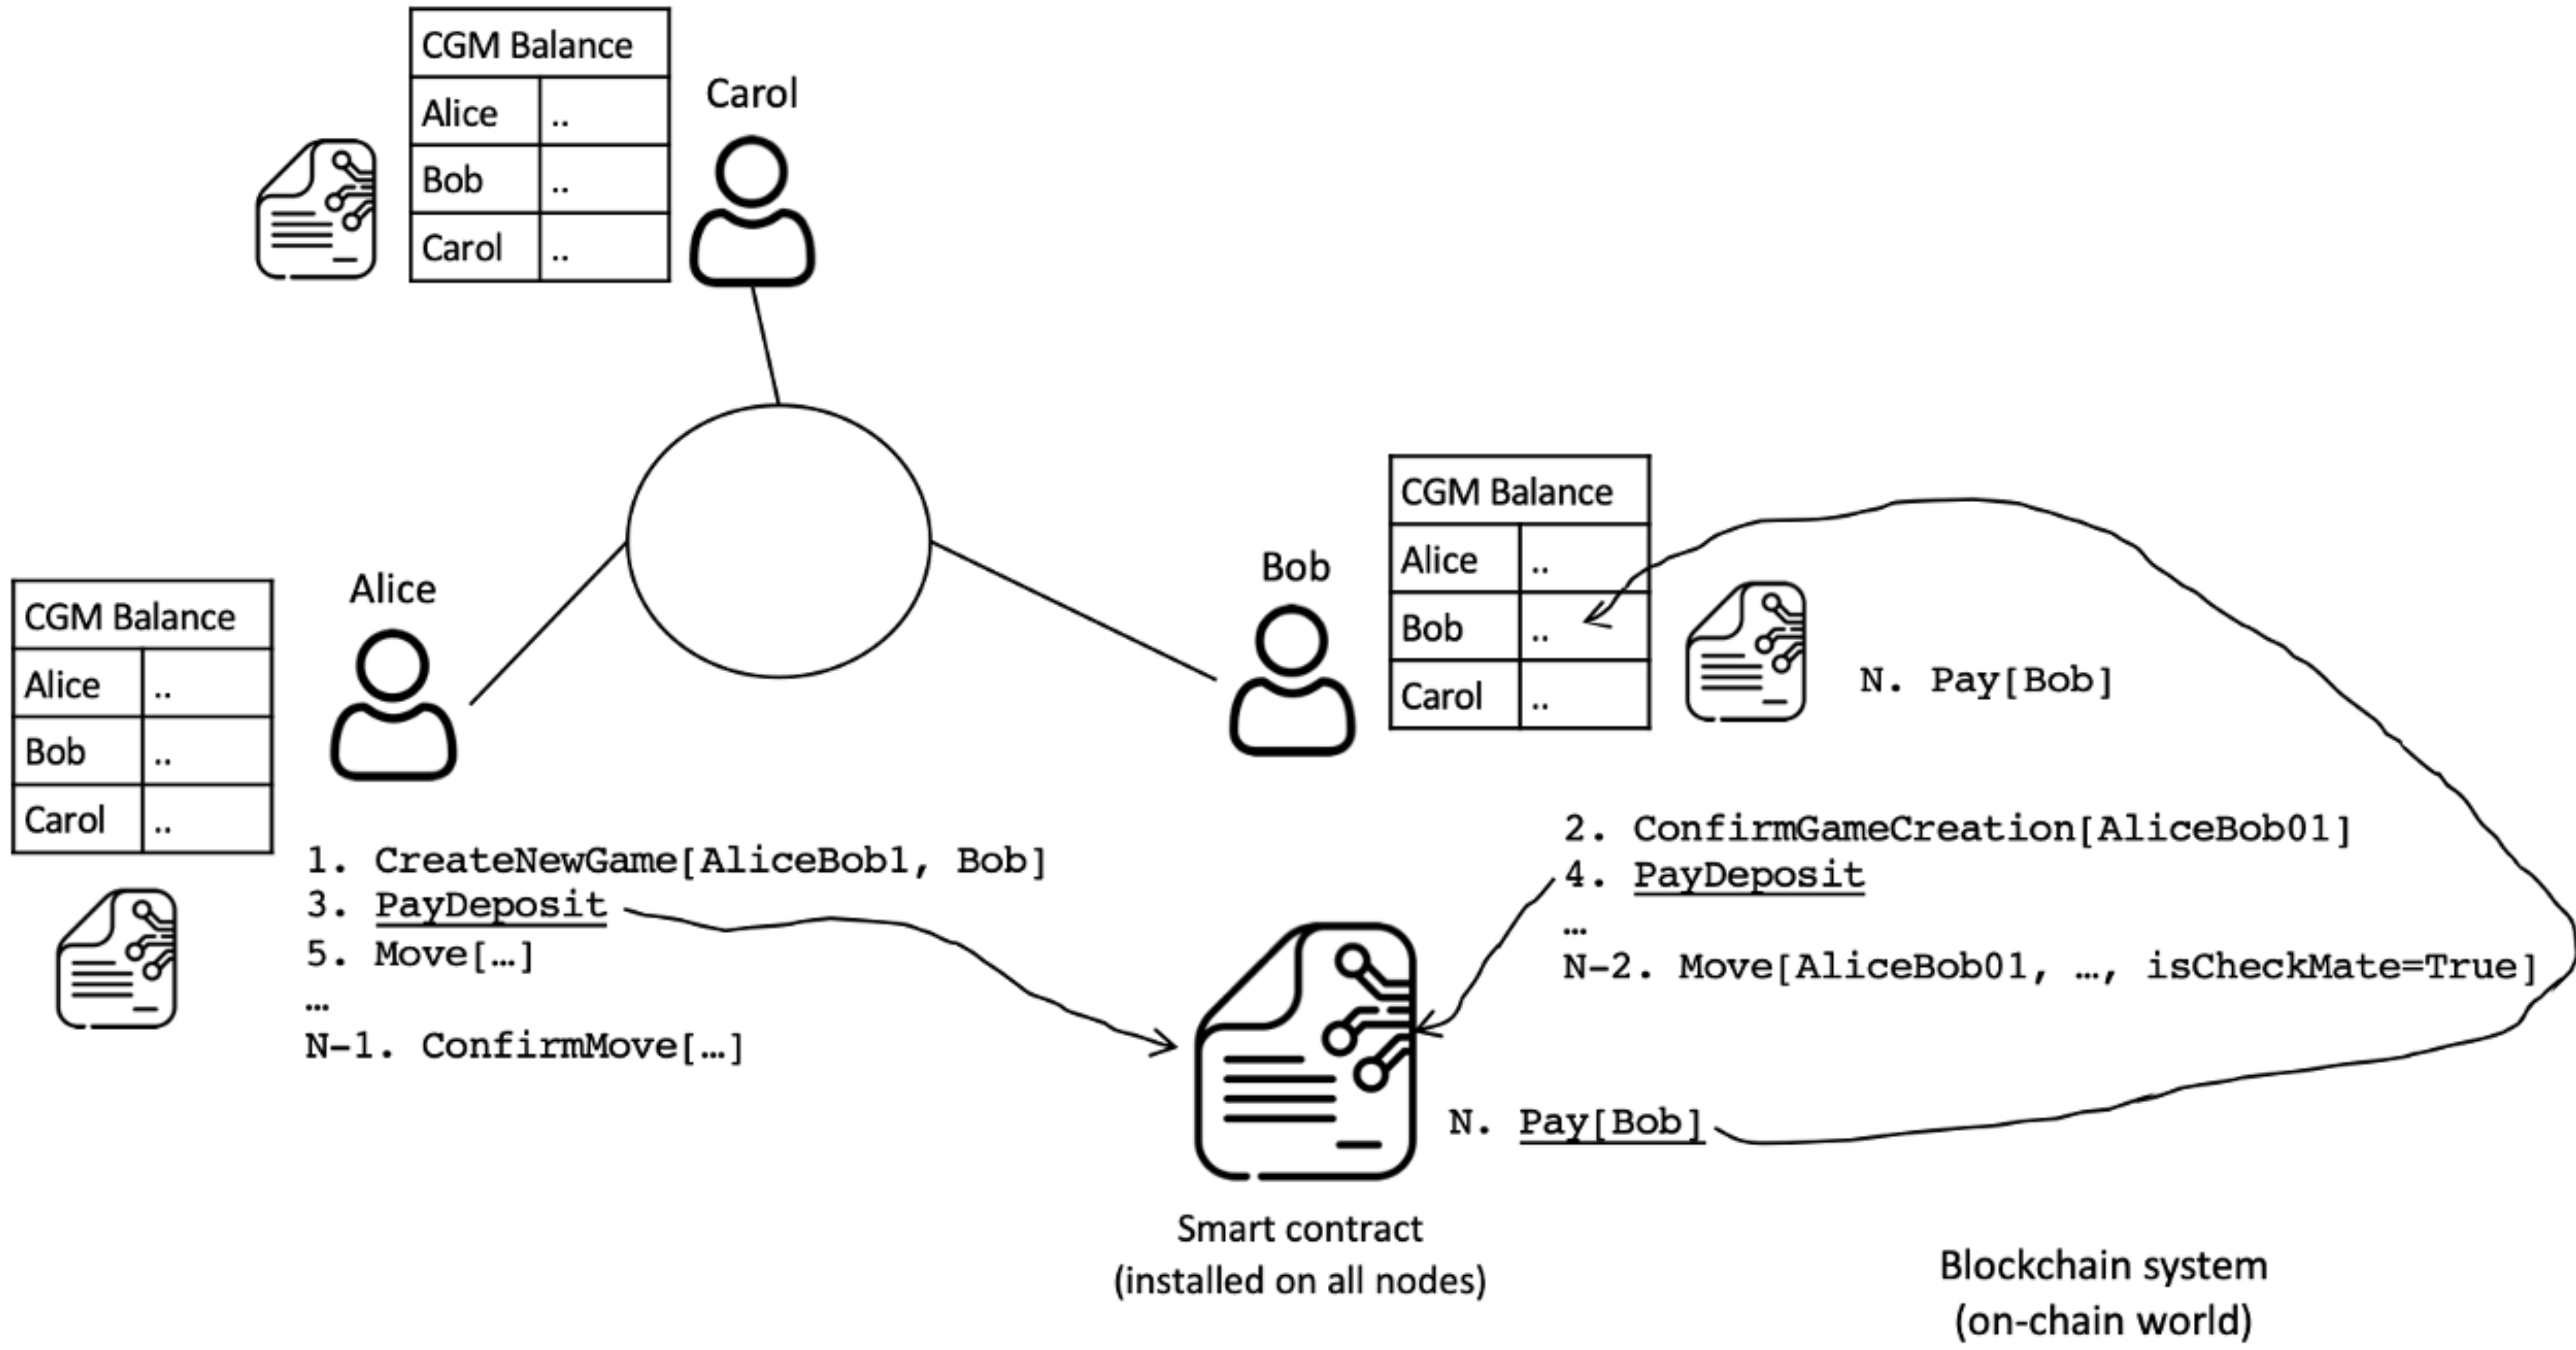 CGM Balance
Alice ..
Bob ..
Carol ..
Carol
CGM Balance
Alice ..
Bob ..
Carol ..
Alice
1. CreateNewGame[AliceBob1, Bob]
3. PayDeposit
5. Move[…]
…
N-1. ConfirmMove[…]
Bob
CGM Balance
Alice ..
Bob ..
Carol ..
N. Pay[Bob]
2. ConfirmGameCreation[AliceBob01]
4. PayDeposit
…
N-2. Move[AliceBob01, …, isCheckMate=True]
N. Pay[Bob]
Smart contract
(installed on all nodes)
Blockchain system
(on-chain world)